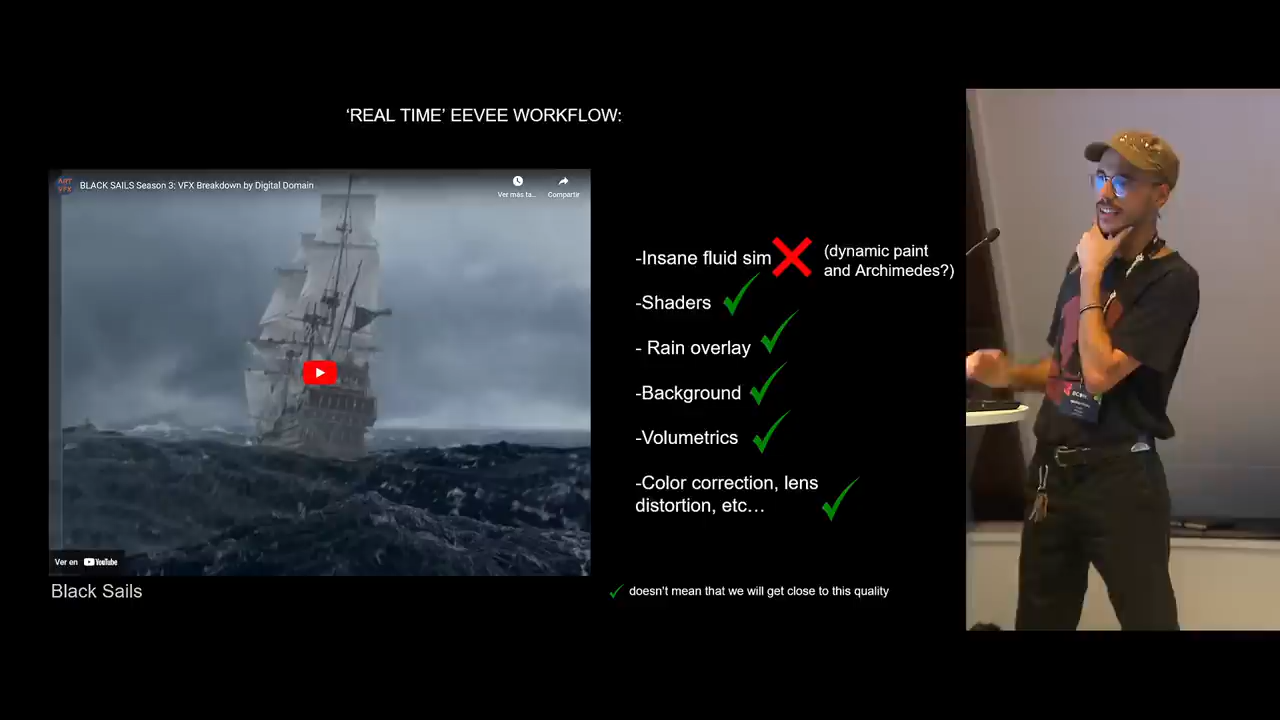 ‘REAL TIME’ EEVEE WORKFLOW:
ART VFX
BLACK SAILS Season 3: VFX Breakdown by Digital Domain
Ver más ta...
Compartir
-Insane fluid sim
(dynamic paint
and Archimedes?)
-Shaders
- Rain overlay
-Background
-Volumetrics
-Color correction, lens
distortion, etc…
Ver en YouTube
Black Sails
doesn't mean that we will get close to this quality